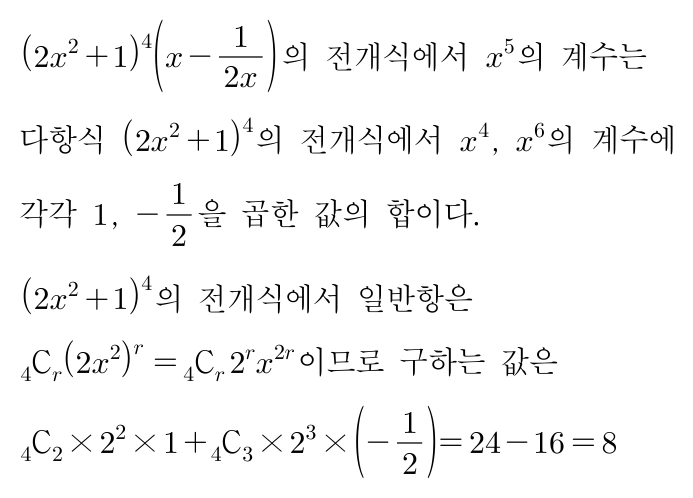 (2x²+1)⁴(x−1/(2x))의 전개식에서 x⁵의 계수는
다항식 (2x²+1)⁴의 전개식에서 x⁴, x⁶의 계수에
각각 1, −1/2을 곱한 값의 합이다.
(2x²+1)⁴의 전개식에서 일반항은
₄Cᵣ(2x²)ʳ=₄Cᵣ2ʳx²ʳ이므로 구하는 값은
₄C₂×2²×1+₄C₃×2³×(−1/2)=24−16=8